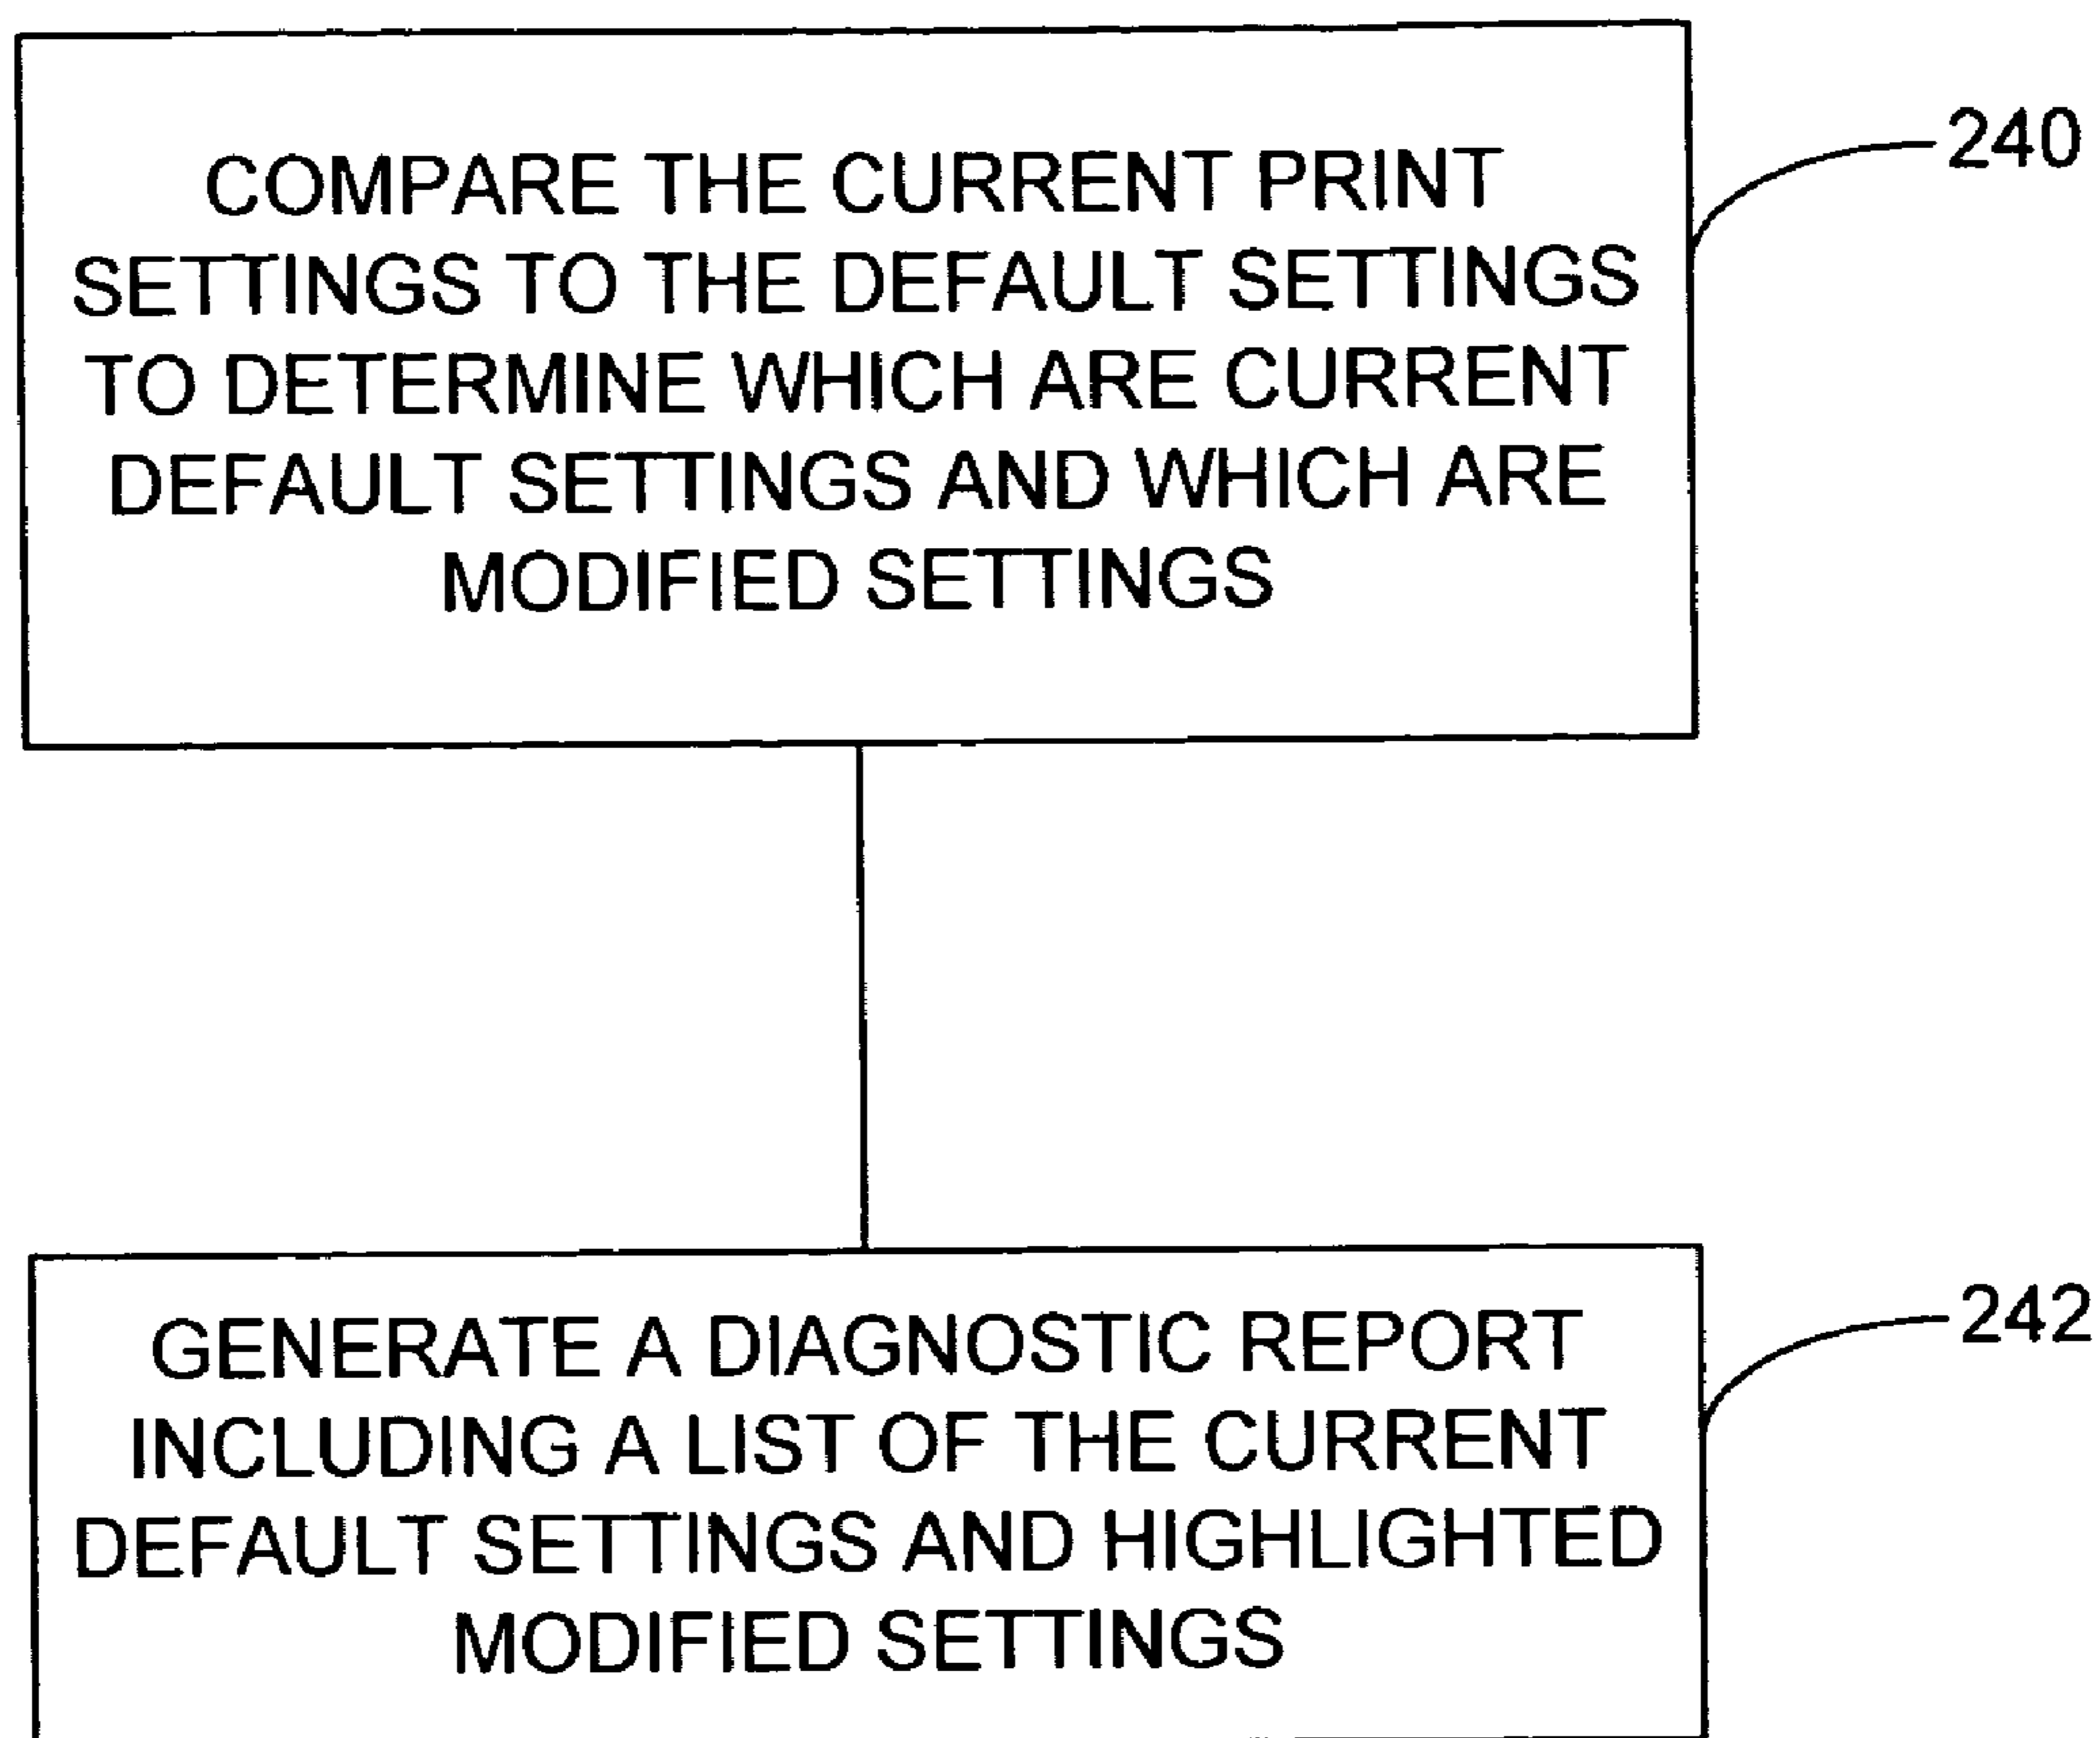 COMPARE THE CURRENT PRINT
SETTINGS TO THE DEFAULT SETTINGS
TO DETERMINE WHICH ARE CURRENT
DEFAULT SETTINGS AND WHICH ARE
MODIFIED SETTINGS
240
GENERATE A DIAGNOSTIC REPORT
INCLUDING A LIST OF THE CURRENT
DEFAULT SETTINGS AND HIGHLIGHTED
MODIFIED SETTINGS
242